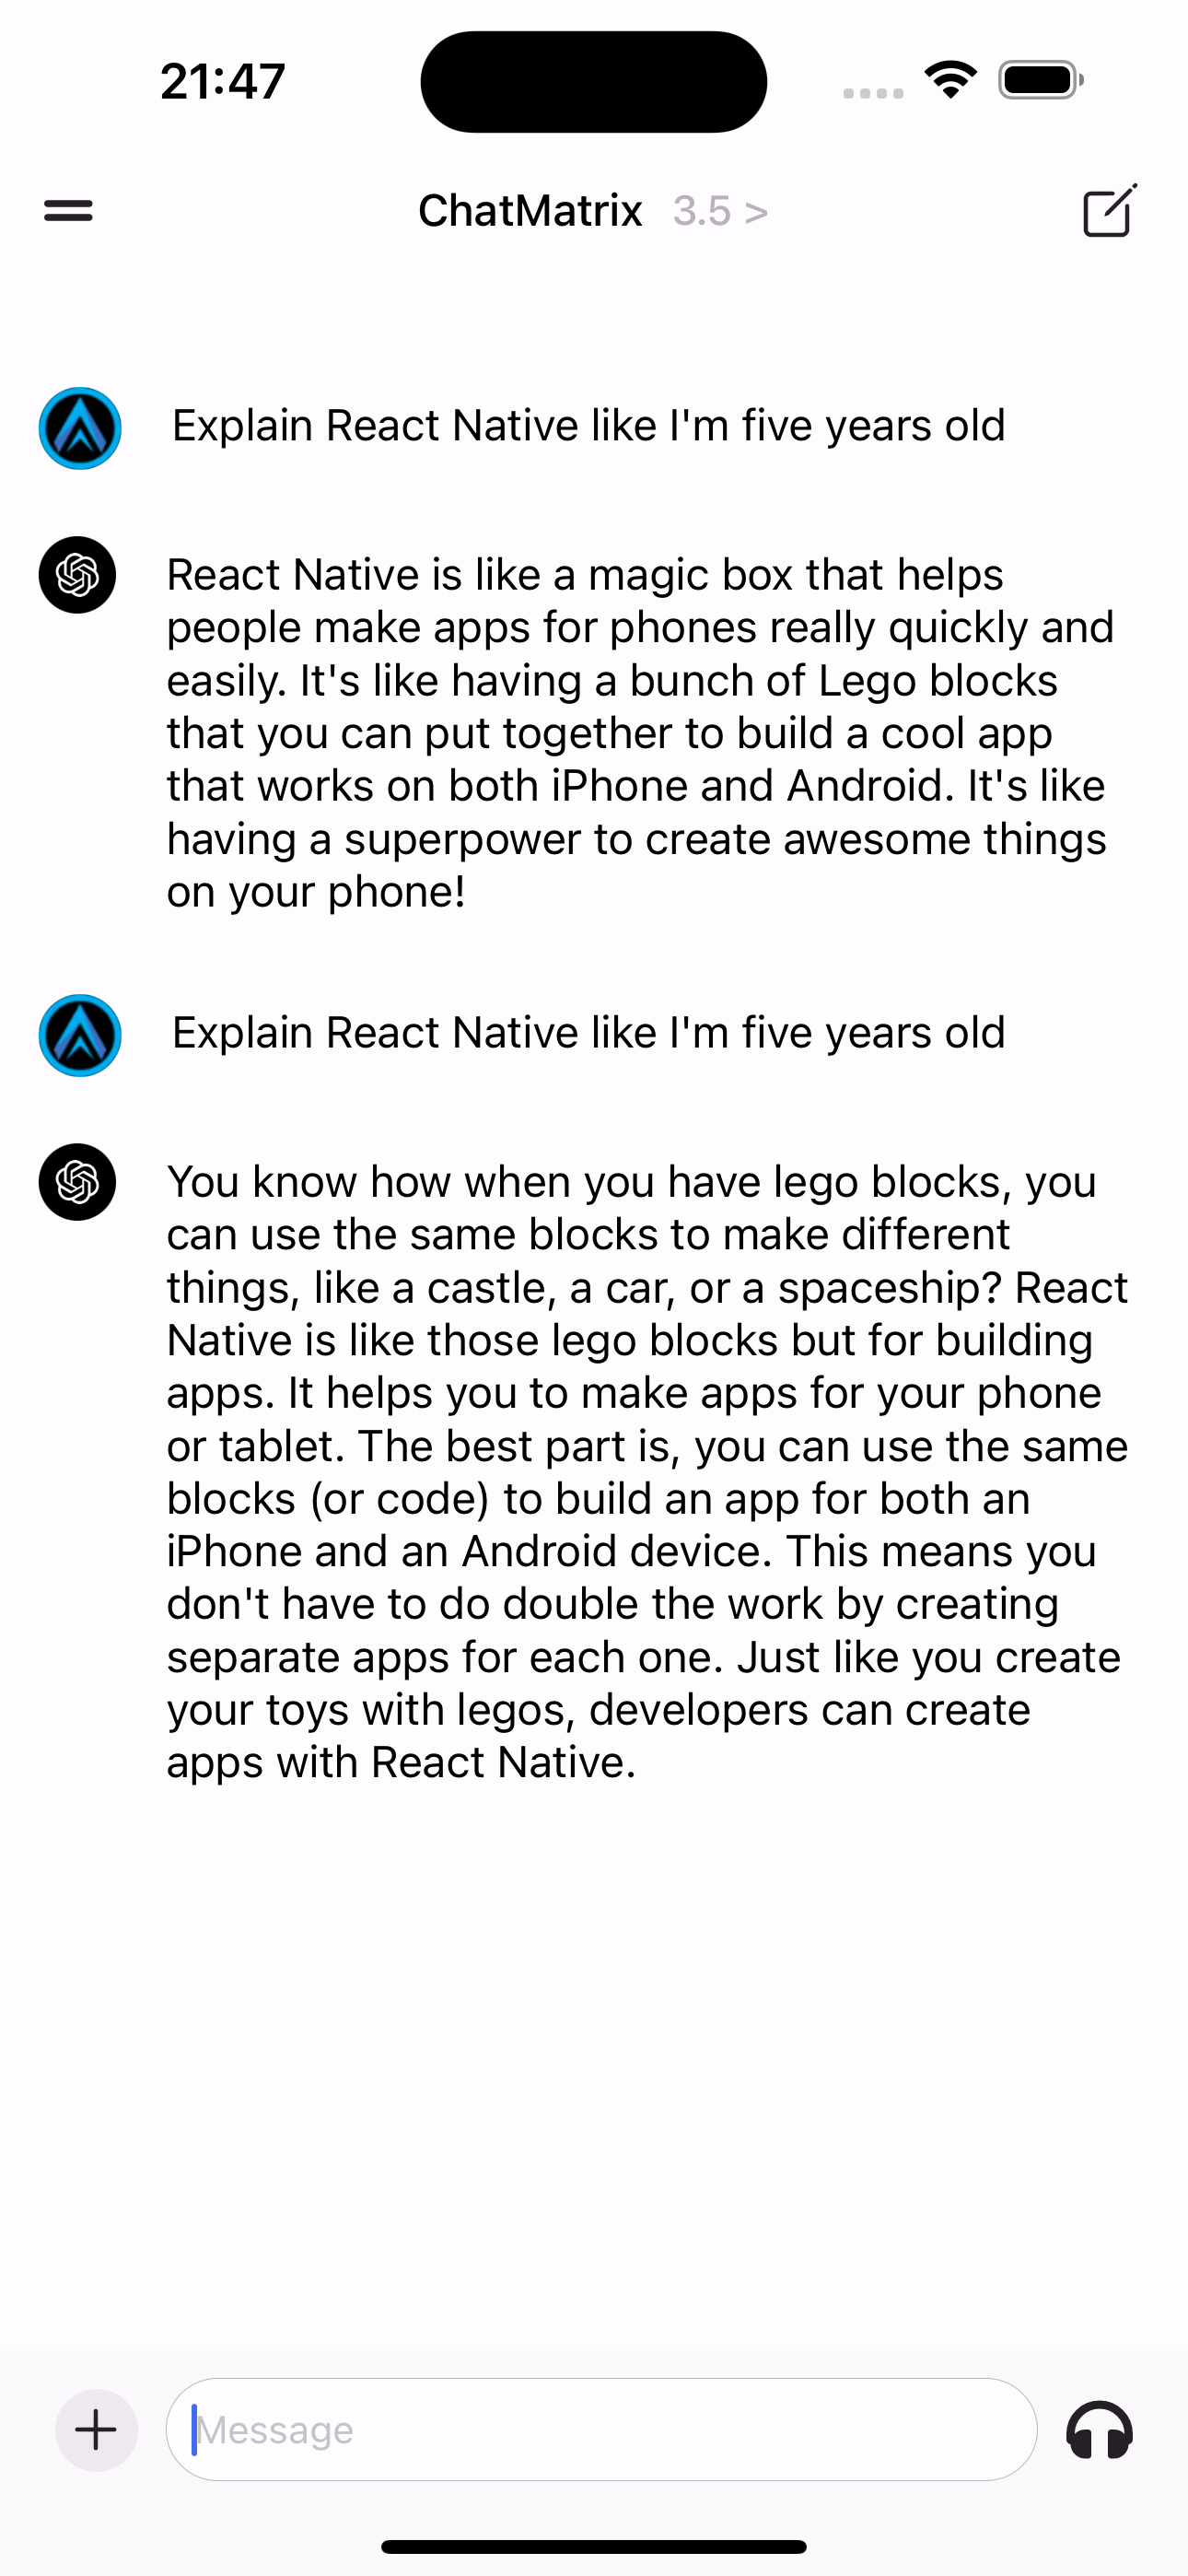 21:47
ChatMatrix 3.5 >
Explain React Native like I'm five years old
React Native is like a magic box that helps
people make apps for phones really quickly and
easily. It's like having a bunch of Lego blocks
that you can put together to build a cool app
that works on both iPhone and Android. It's like
having a superpower to create awesome things
on your phone!
Explain React Native like I'm five years old
You know how when you have lego blocks, you
can use the same blocks to make different
things, like a castle, a car, or a spaceship? React
Native is like those lego blocks but for building
apps. It helps you to make apps for your phone
or tablet. The best part is, you can use the same
blocks (or code) to build an app for both an
iPhone and an Android device. This means you
don't have to do double the work by creating
separate apps for each one. Just like you create
your toys with legos, developers can create
apps with React Native.
Message